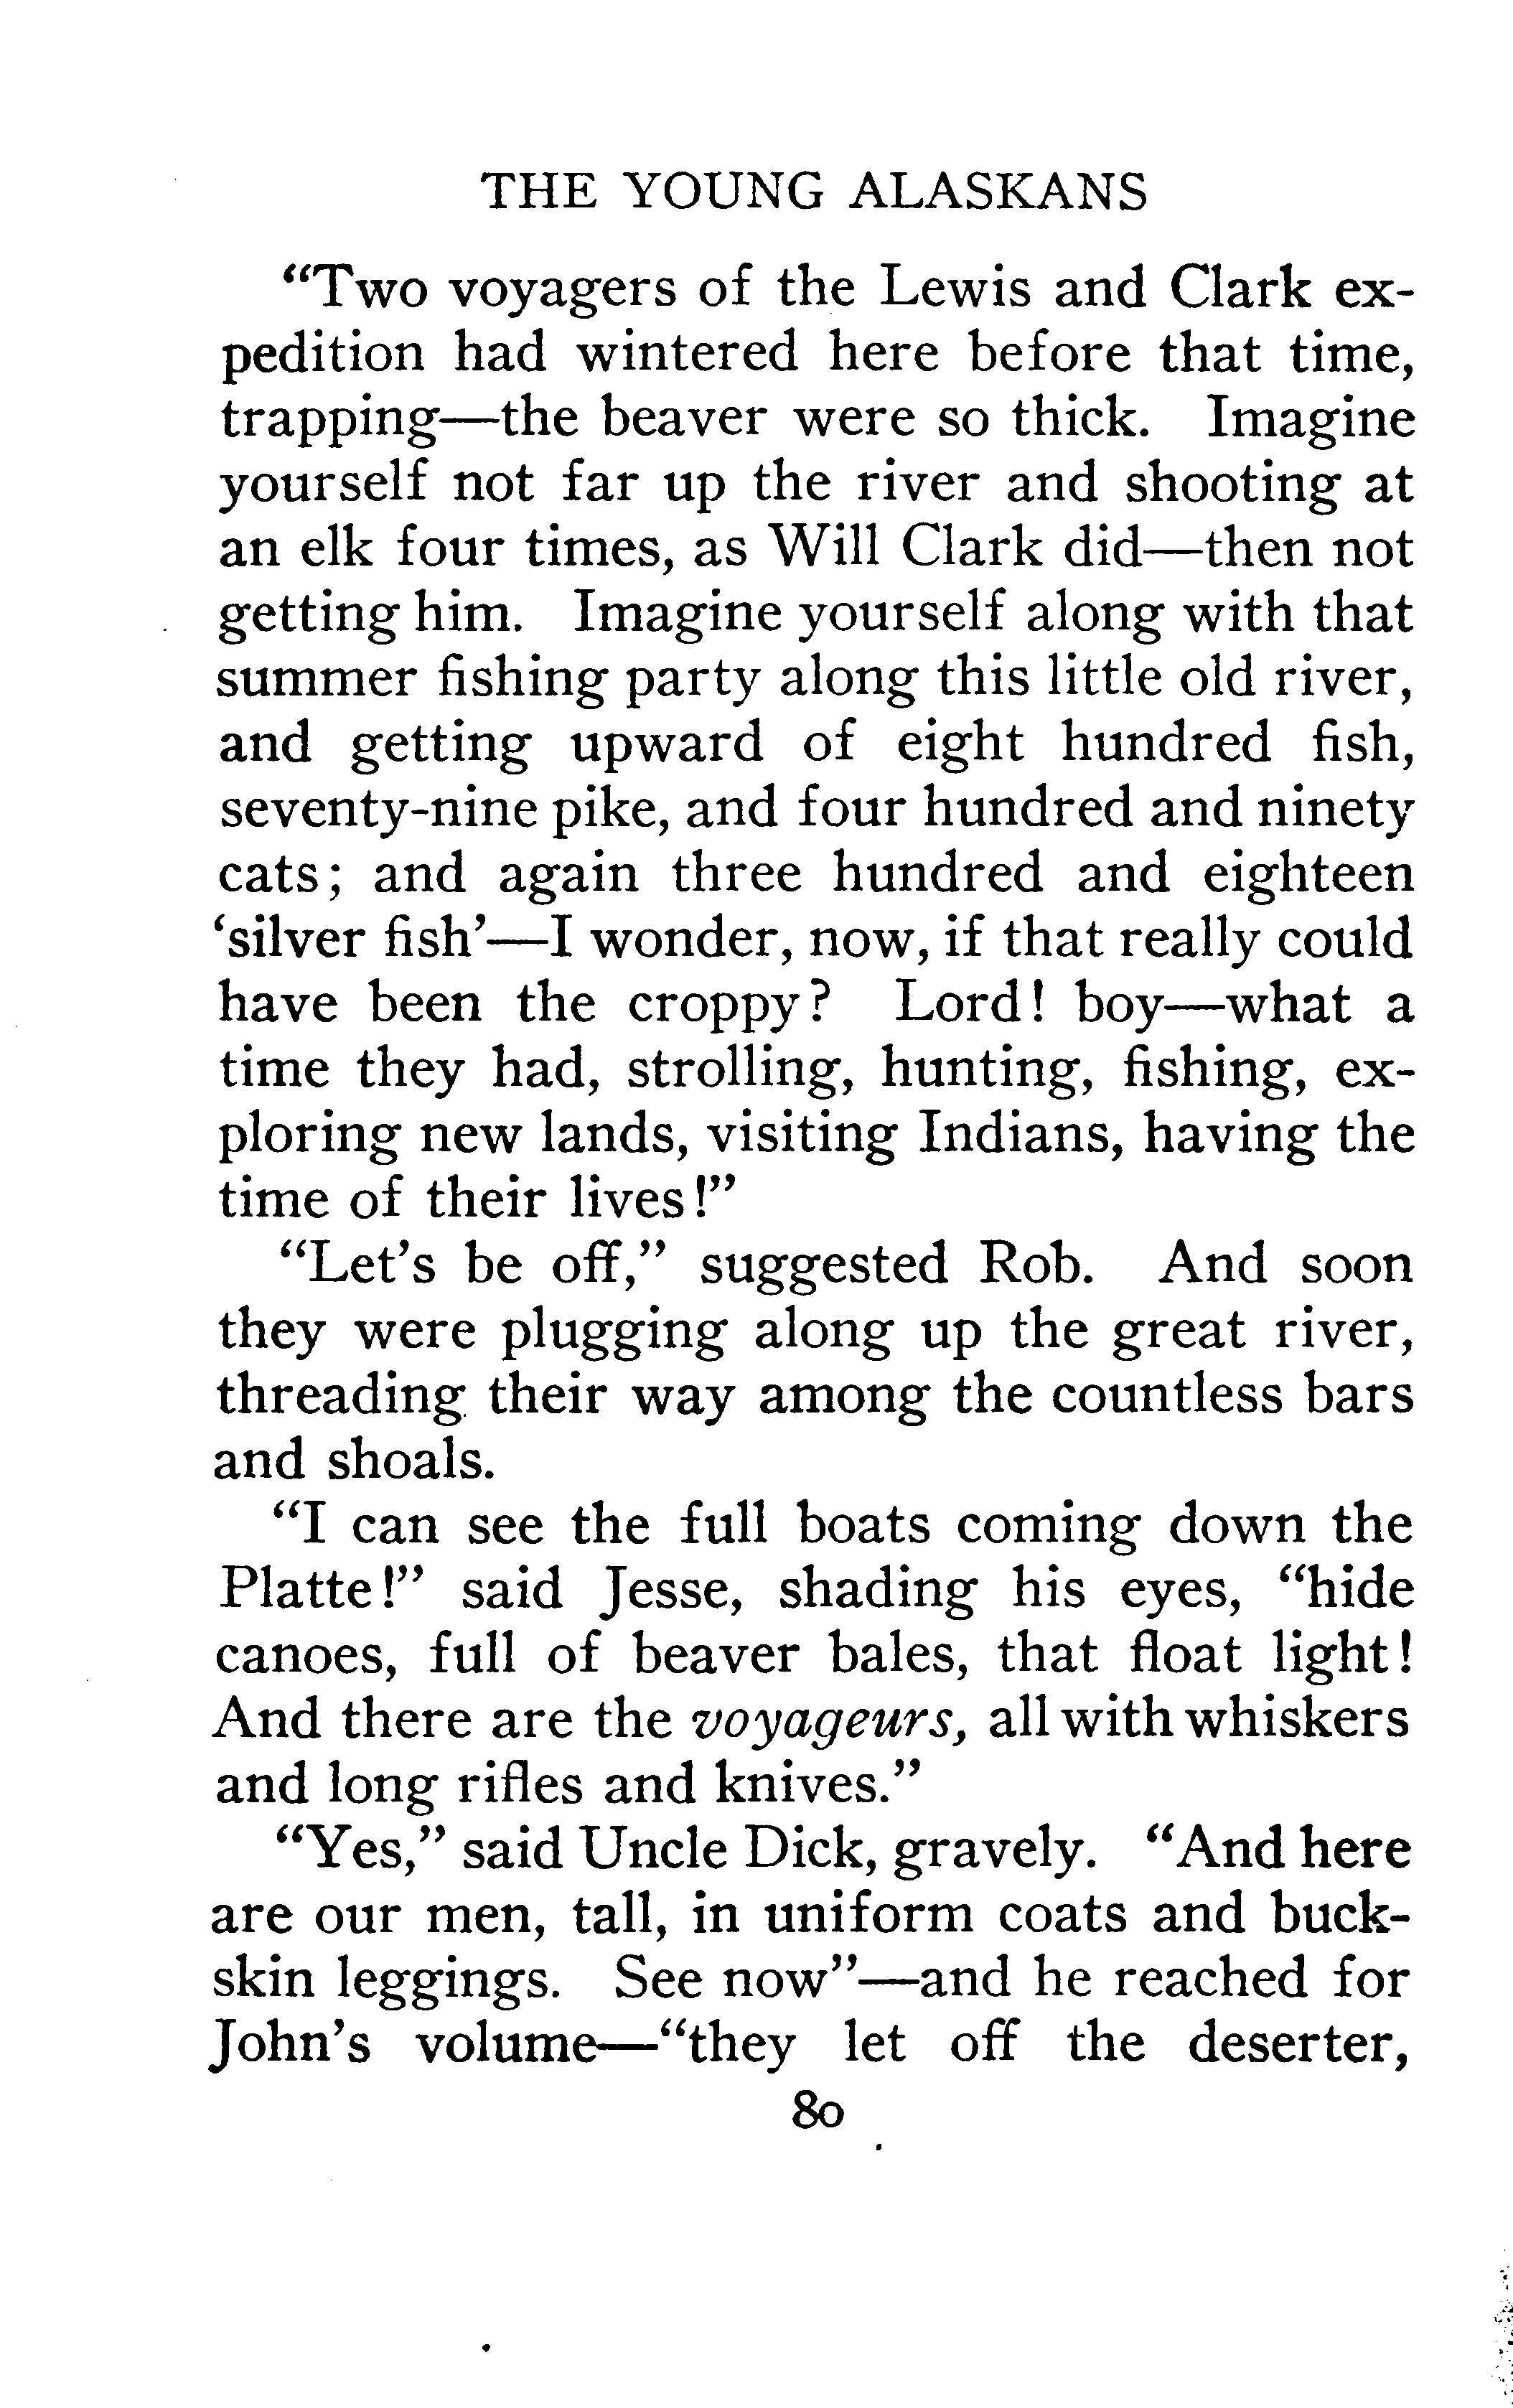 THE YOUNG ALASKANS
“Two voyagers of the Lewis and Clark ex-
pedition had wintered here before that time,
trapping—the beaver were so thick. Imagine
yourself not far up the river and shooting at
an elk four times, as Will Clark did—then not
getting him. Imagine yourself along with that
summer fishing party along this little old river,
and getting upward of eight hundred fish,
seventy-nine pike, and four hundred and ninety
cats; and again three hundred and eighteen
‘silver fish’—I wonder, now, if that really could
have been the croppy? Lord! boy—what a
time they had, strolling, hunting, fishing, ex-
ploring new lands, visiting Indians, having the
time of their lives!”
“Let’s be off,” suggested Rob. And soon
they were plugging along up the great river,
threading their way among the countless bars
and shoals.
“I can see the full boats coming down the
Platte!” said Jesse, shading his eyes, “hide
canoes, full of beaver bales, that float light!
And there are the voyageurs, all with whiskers
and long rifles and knives.”
“Yes,” said Uncle Dick, gravely. “And here
are our men, tall, in uniform coats and buck-
skin leggings. See now”—and he reached for
John’s volume—“they let off the deserter,
80